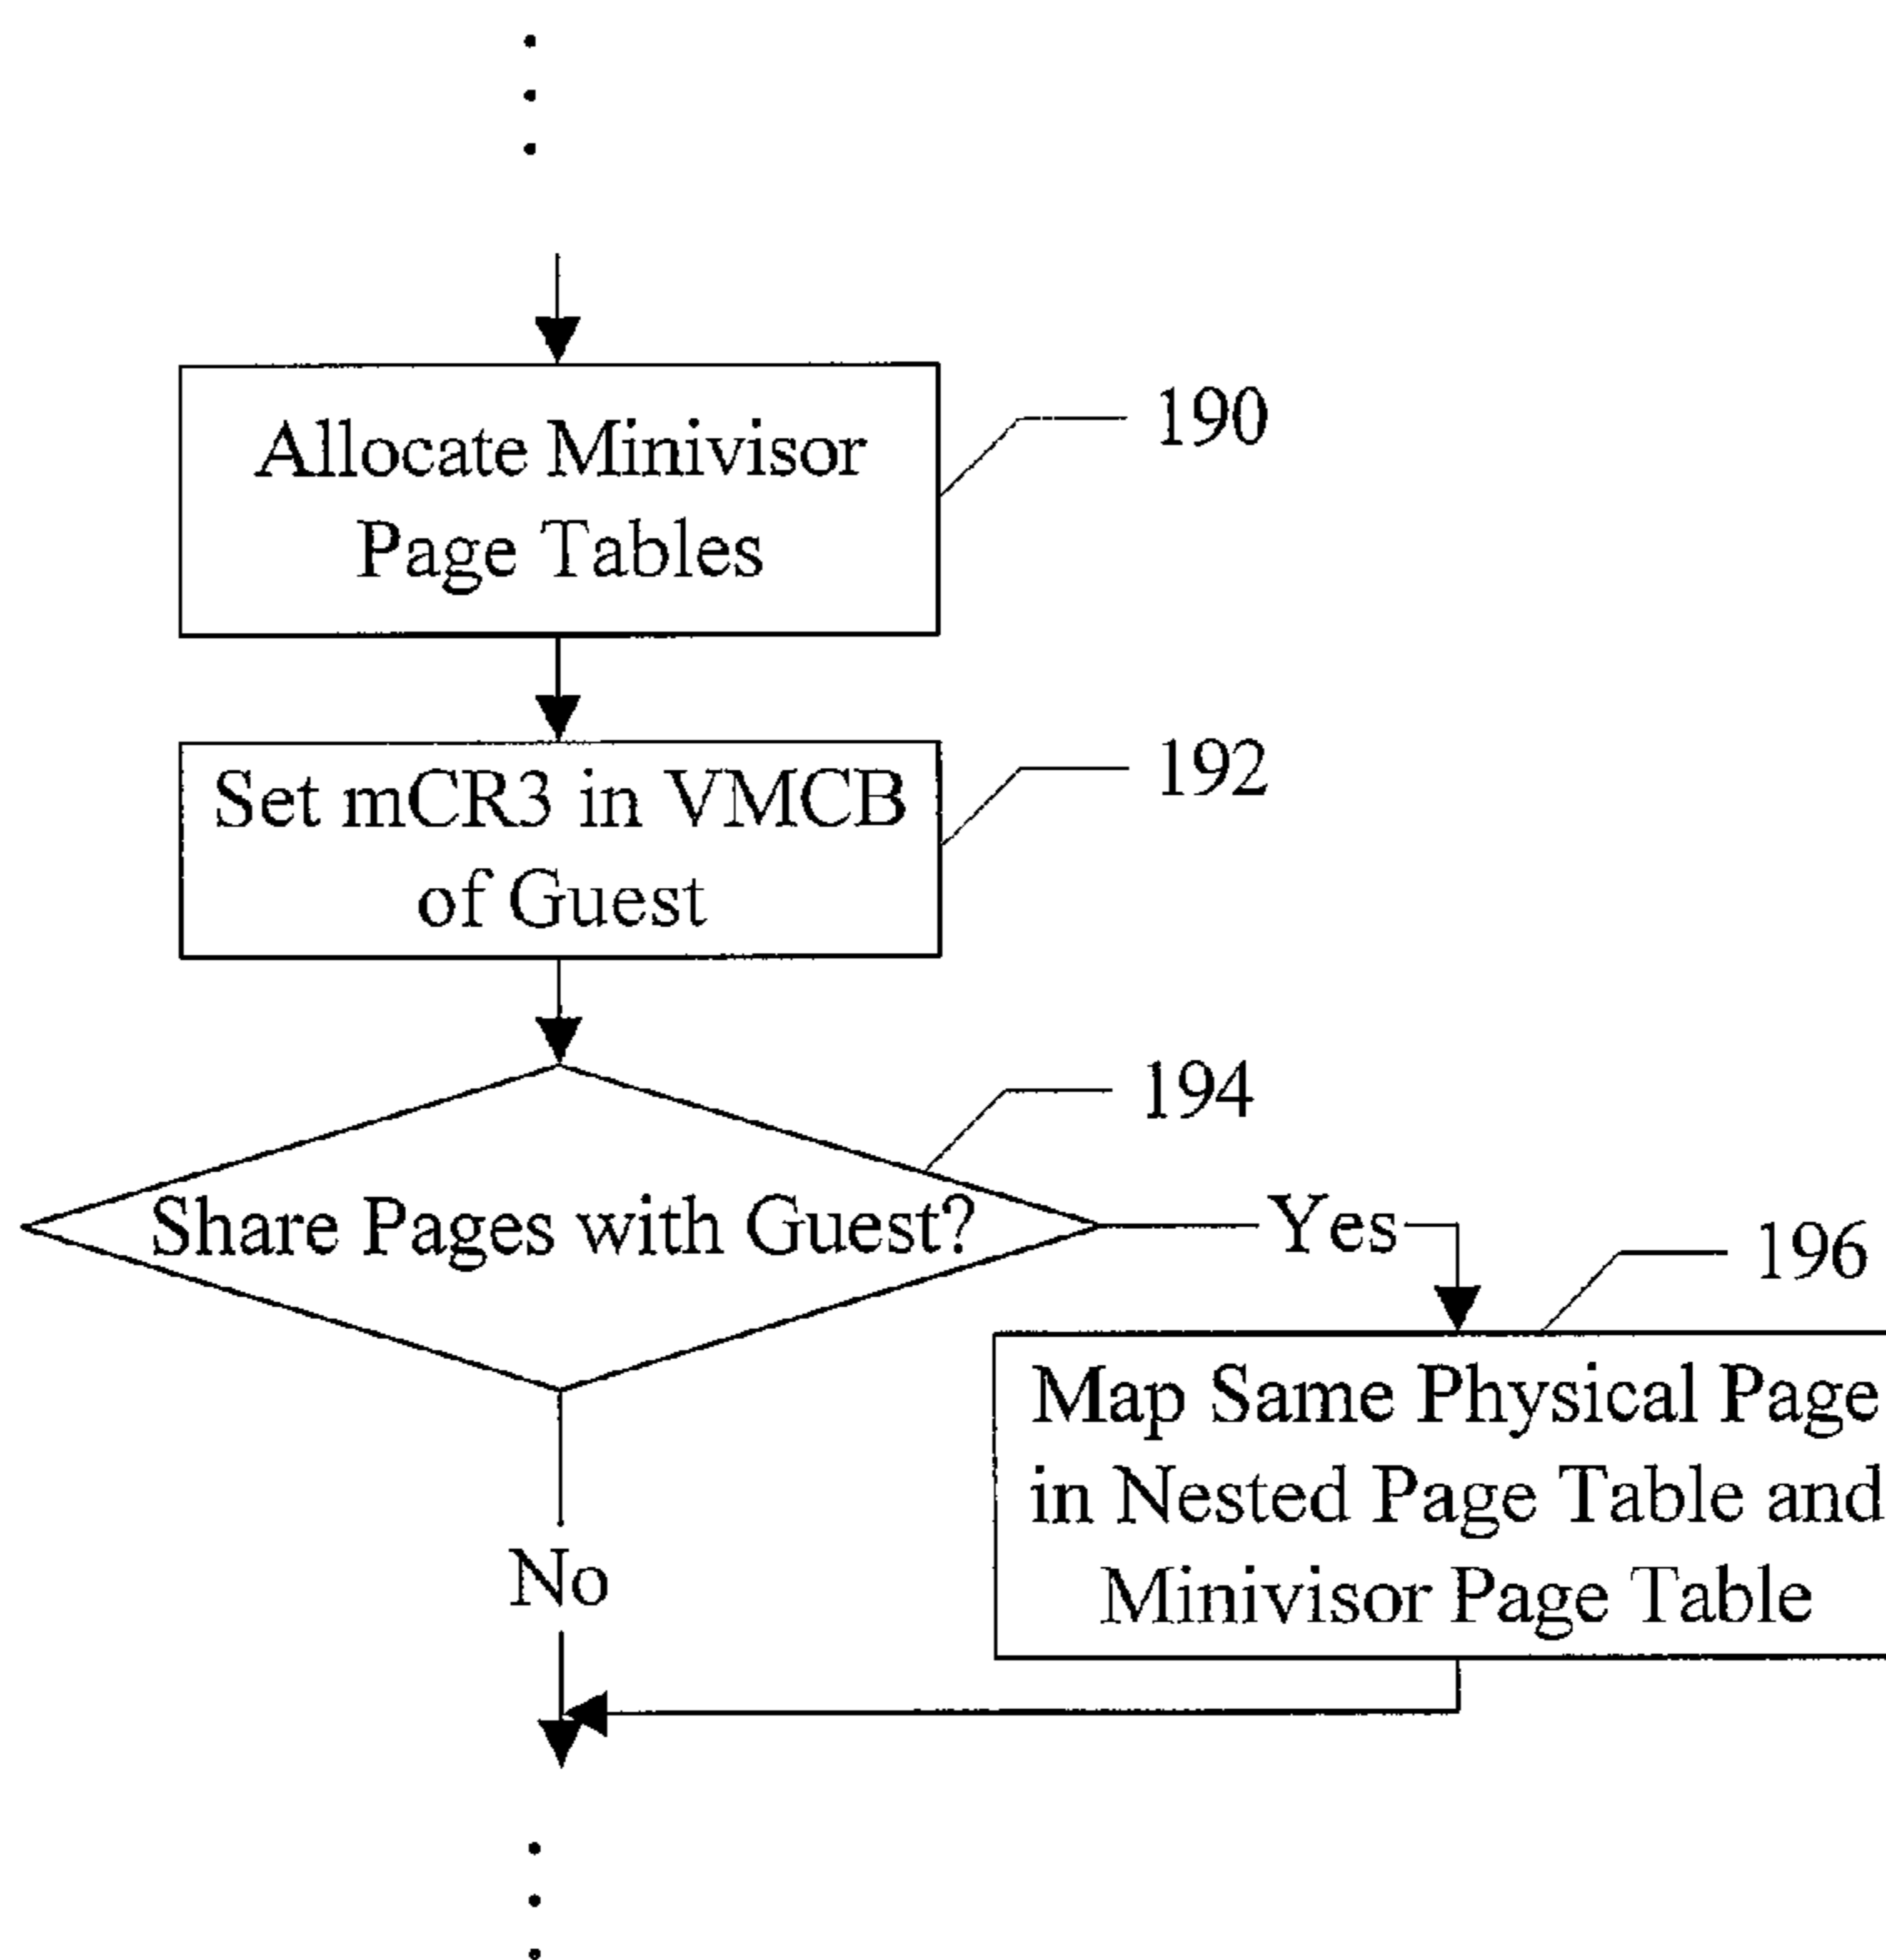 Allocate Minivisor
Page Tables
190
Set mCR3 in VMCB
of Guest
192
194
Share Pages with Guest?
Yes
196
Map Same Physical Page
in Nested Page Table and
Minivisor Page Table
No